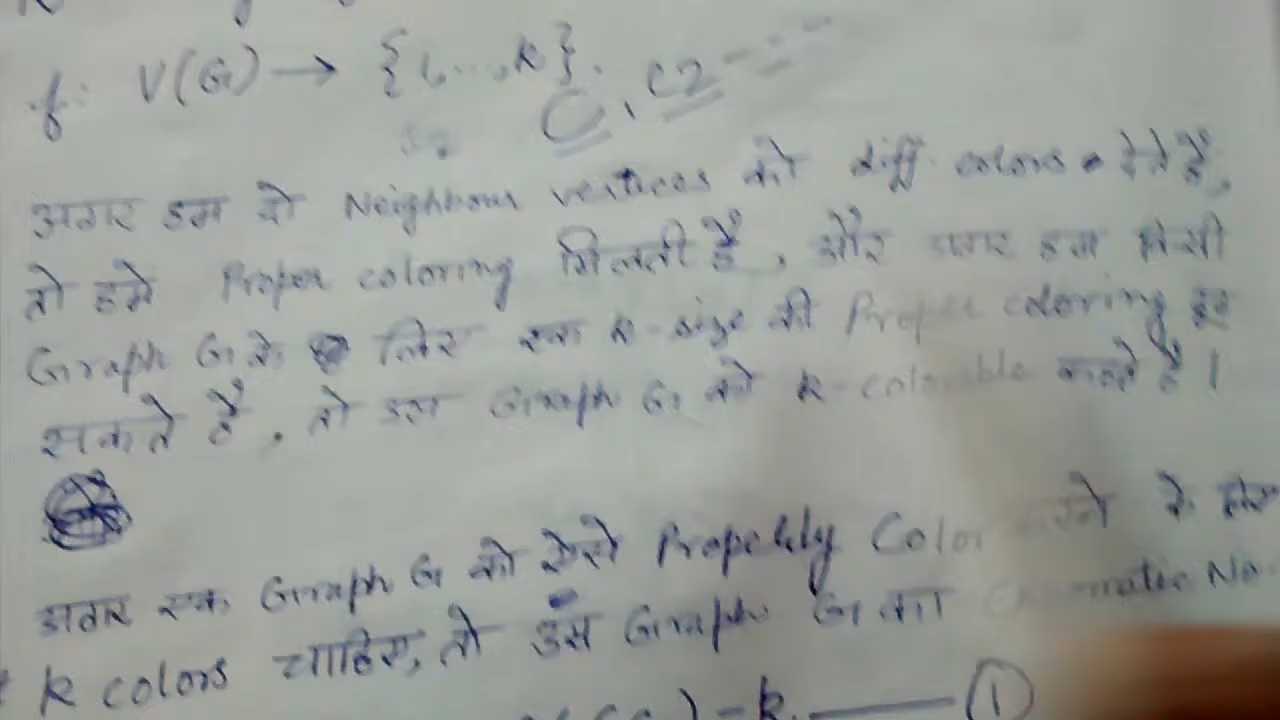 f: V(G) → {1, ..., k}. C1, C2 - - - -
अगर हम दो Neighbour vertices को diff. colors देते हैं,
तो हमे Proper coloring मिलती है, और अगर हम किसी
Graph G के लिए एक k-size की Proper coloring
सकते हैं, तो उस Graph G को k-colorable कहते हैं।
अगर एक Graph G को Properly Color करने के लिए
k colors चाहिए, तो उस Graph G का Chromatic No.
) = k. ——— 1